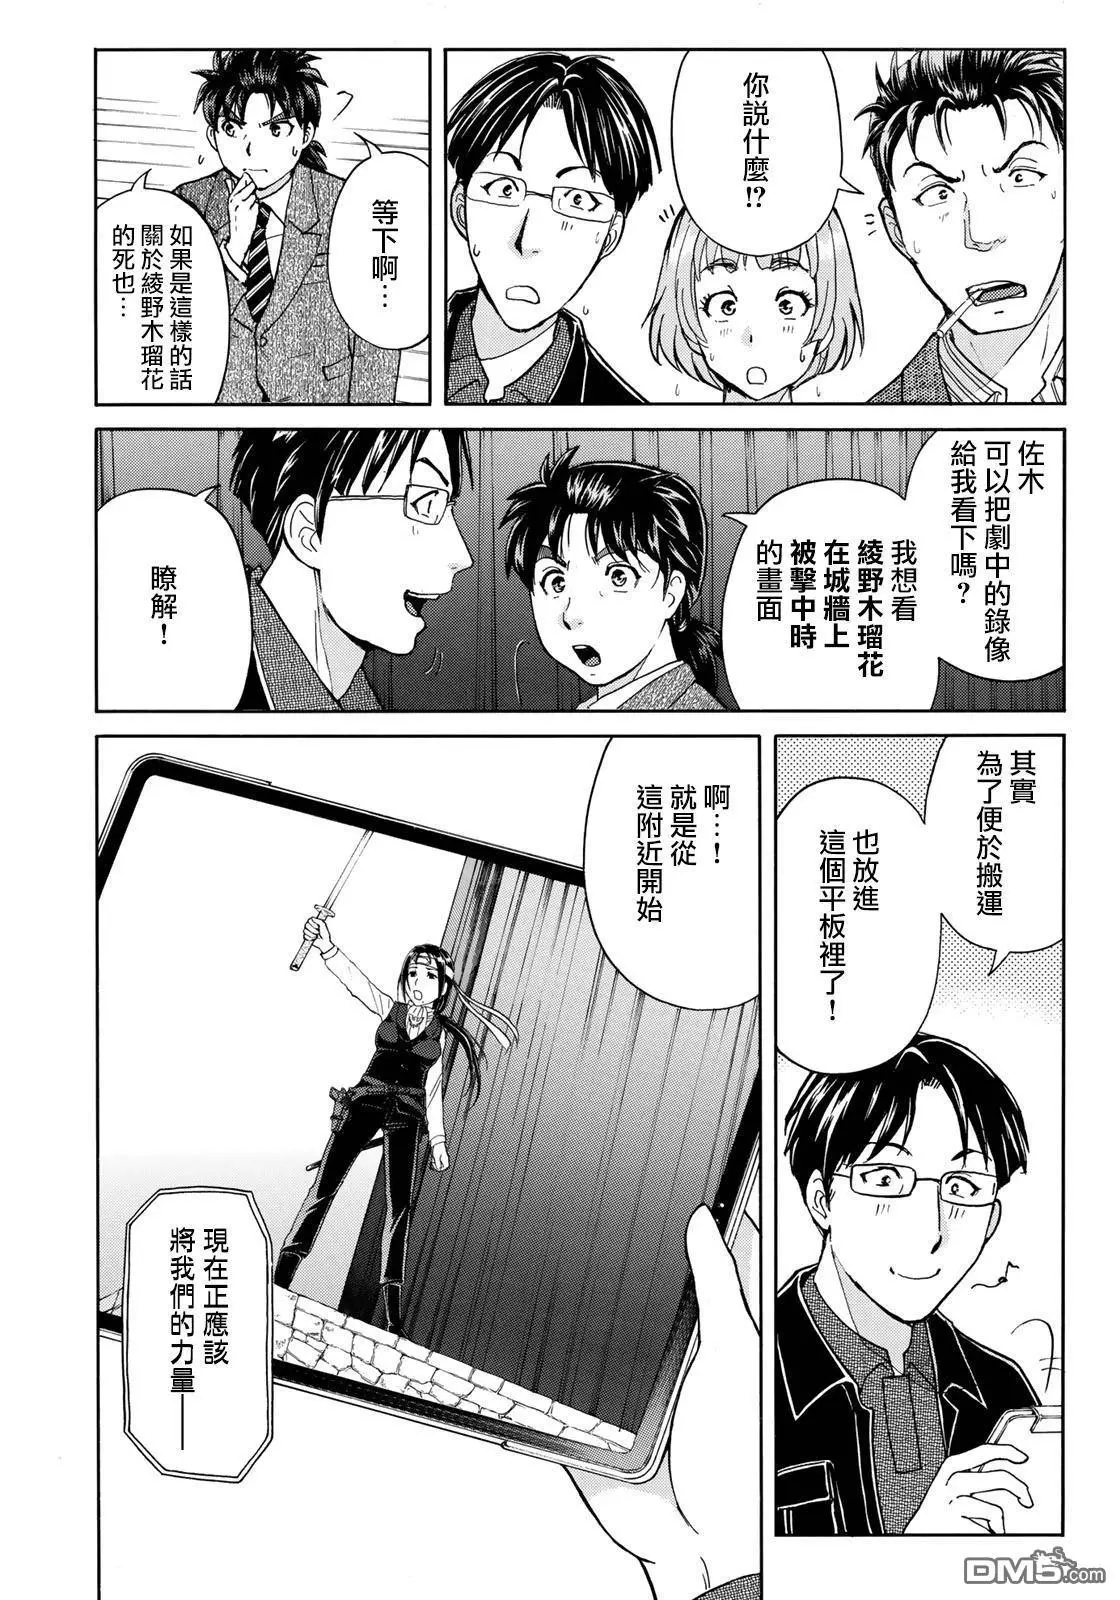 你說什麼!?
等下啊…
如果是這樣的話
關於綾野木瑠花
的死也…
佐木
可以把劇中的錄像
給我看下嗎？
我想看
綾野木瑠花
在城牆上
被擊中時
的畫面
瞭解！
其實
為了便於搬運
也放進
這個平板裡了！
啊…！
就是從
這附近開始
現在正應該
將我們的力量──
DM5.com